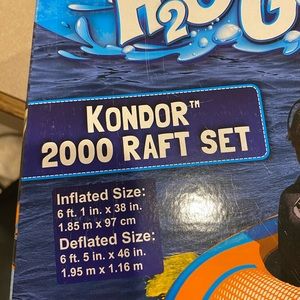 H2OG
KONDOR™
2000 RAFT SET
Inflated Size:
6 ft. 1 in. x 38 in.
1.85 m x 97 cm
Deflated Size:
6 ft. 5 in. x 46 in.
1.95 m x 1.16 m